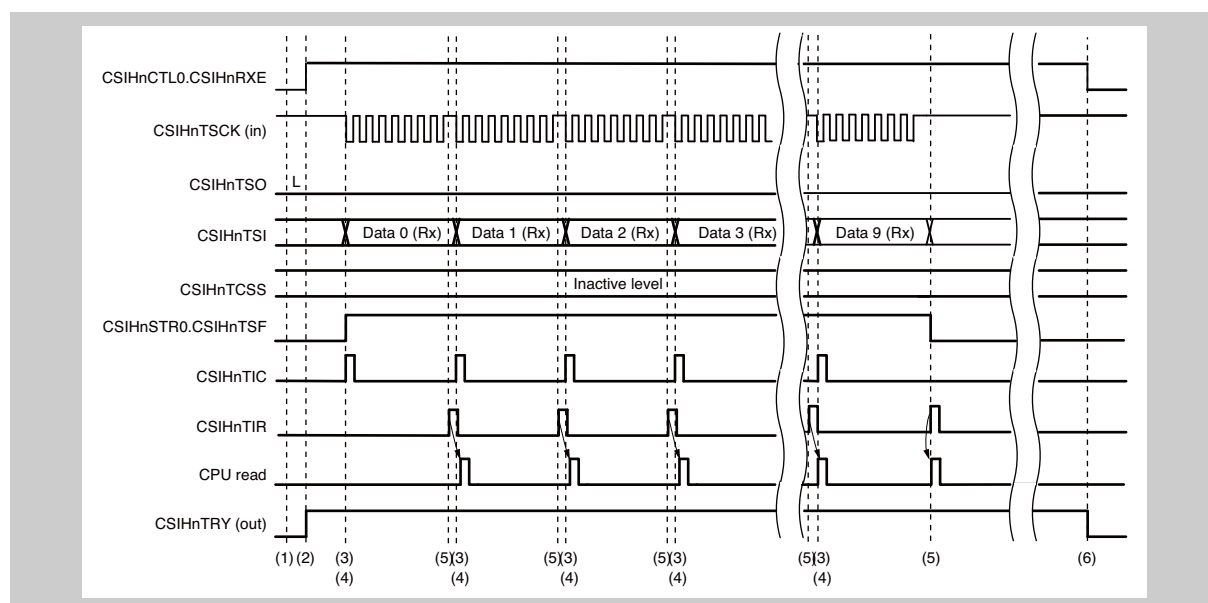 CSIHnCTL0.CSIHnRXE
CSIHnTSCK (in)
CSIHnTSO
L
CSIHnTSI
Data 0 (Rx) Data 1 (Rx) Data 2 (Rx) Data 3 (Rx) Data 9 (Rx)
CSIHnTCSS
Inactive level
CSIHnSTR0.CSIHnTSF
CSIHnTIC
CSIHnTIR
CPU read
CSIHnTRY (out)
(1) (2) (3) (5)(3) (5)(3) (5)(3) (5)(3) (5) (6)
(4) (4) (4) (4) (4)